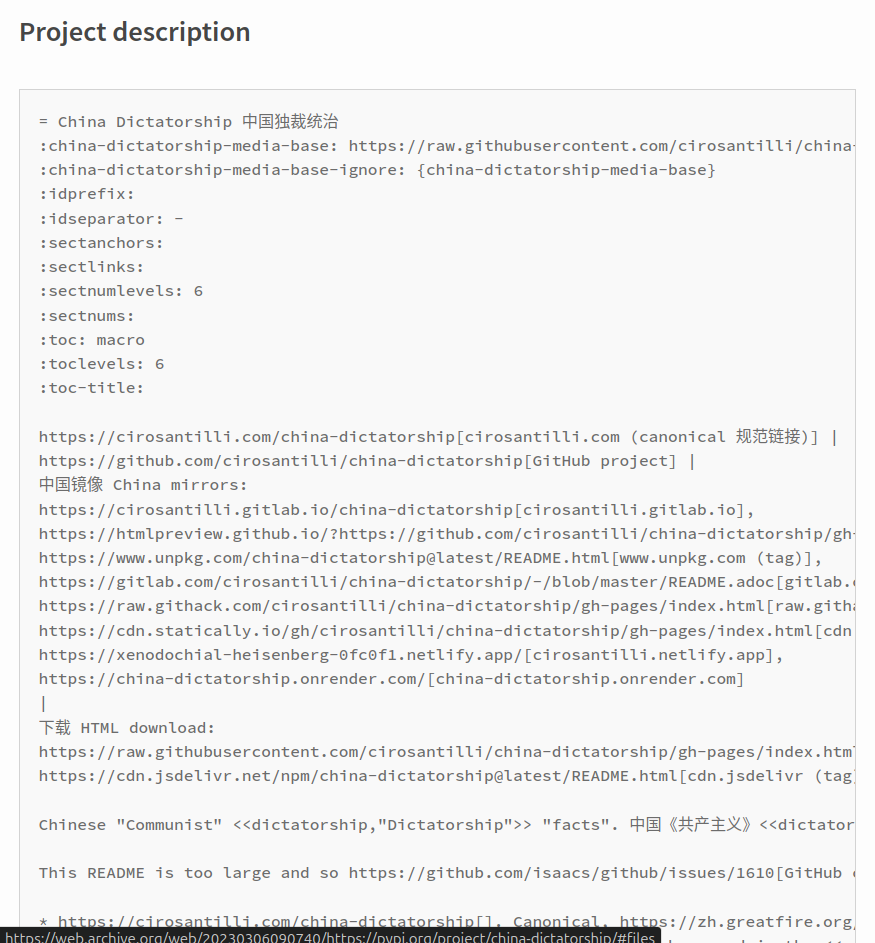 Project description
= China Dictatorship 中国独裁统治
:china-dictatorship-media-base: https://raw.githubusercontent.com/cirosantilli/china-
:china-dictatorship-media-base-ignore: {china-dictatorship-media-base}
:idprefix:
:idseparator: -
:sectanchors:
:sectlinks:
:sectnumlevels: 6
:sectnums:
:toc: macro
:toclevels: 6
:toc-title:
https://cirosantilli.com/china-dictatorship[cirosantilli.com (canonical 规范链接)] |
https://github.com/cirosantilli/china-dictatorship[GitHub project] |
中国镜像 China mirrors:
https://cirosantilli.gitlab.io/china-dictatorship[cirosantilli.gitlab.io],
https://htmlpreview.github.io/?https://github.com/cirosantilli/china-dictatorship/gh-
https://www.unpkg.com/china-dictatorship@latest/README.html[www.unpkg.com (tag)],
https://gitlab.com/cirosantilli/china-dictatorship/-/blob/master/README.adoc[gitlab.c
https://raw.githack.com/cirosantilli/china-dictatorship/gh-pages/index.html[raw.githa
https://cdn.statically.io/gh/cirosantilli/china-dictatorship/gh-pages/index.html[cdn
https://xenodochial-heisenberg-0fc0f1.netlify.app/[cirosantilli.netlify.app],
https://china-dictatorship.onrender.com/[china-dictatorship.onrender.com]
|
下载 HTML download:
https://raw.githubusercontent.com/cirosantilli/china-dictatorship/gh-pages/index.html
https://cdn.jsdelivr.net/npm/china-dictatorship@latest/README.html[cdn.jsdelivr (tag)
Chinese "Communist" <<dictatorship,"Dictatorship">> "facts". 中国《共产主义》<<dictator
This README is too large and so https://github.com/isaacs/github/issues/1610[GitHub
* https://cirosantilli.com/china-dictatorship[]. Canonical. https://zh.greatfire.org/
https://web.archive.org/web/20230306090740/https://pypi.org/project/china-dictatorship/#files